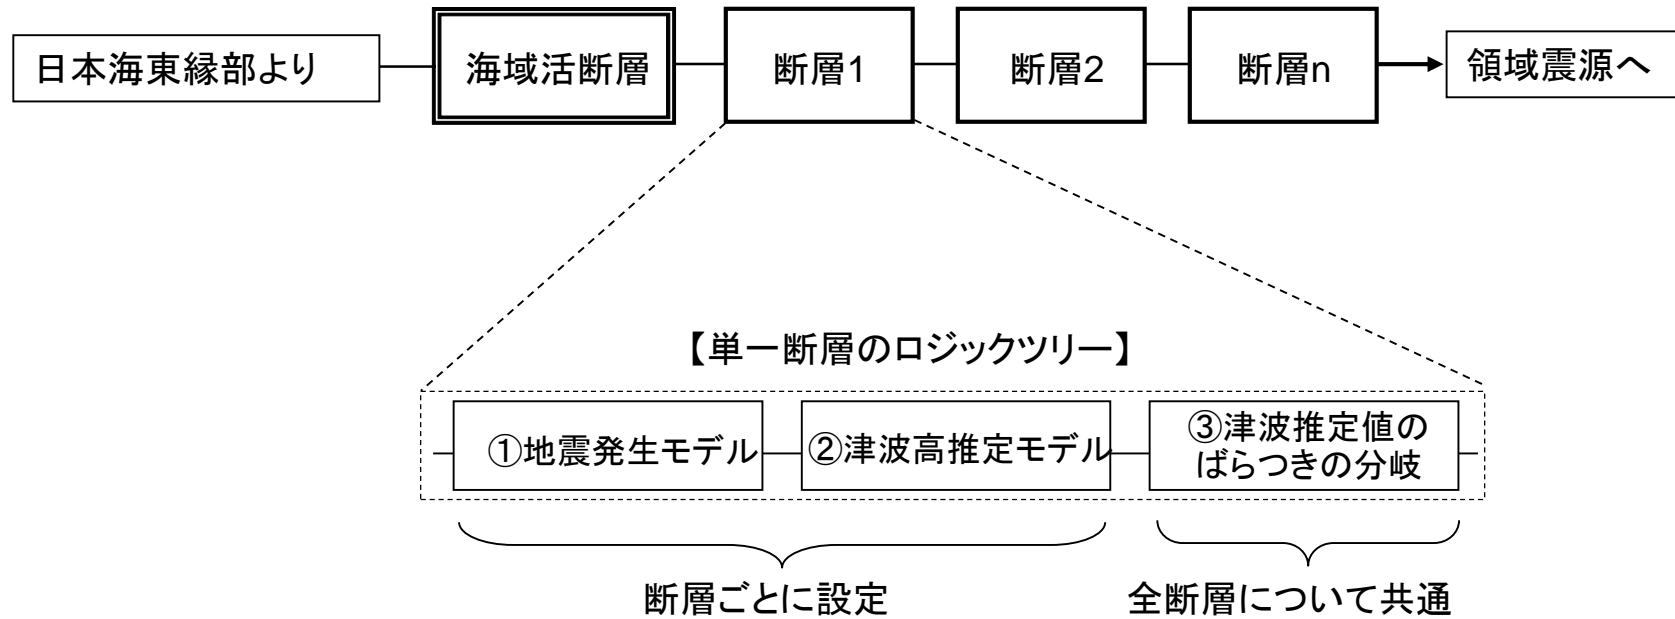 日本海東縁部より
海域活断層
断層1
断層2
断層n
領域震源へ
【単一断層のロジックツリー】
①地震発生モデル
②津波高推定モデル
③津波推定値の
ばらつきの分岐
断層ごとに設定
全断層について共通